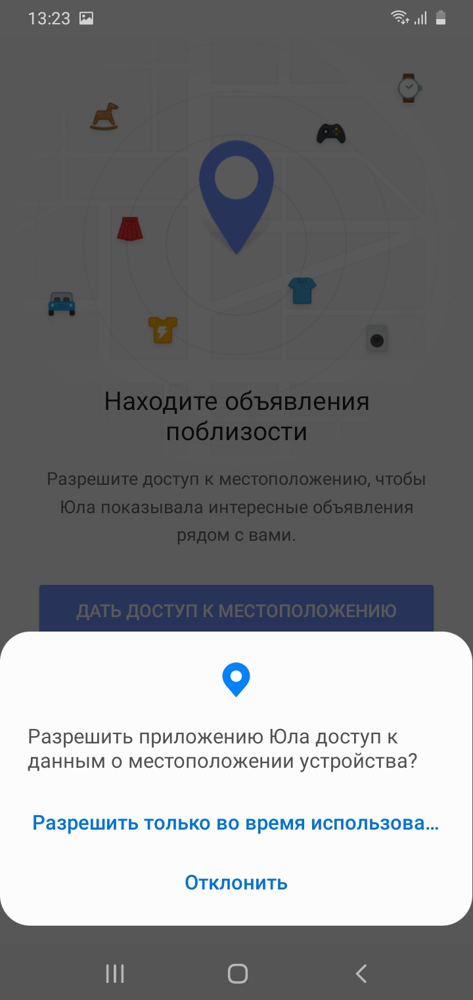 13:23
Находите объявления
поблизости
Разрешите доступ к местоположению, чтобы
Юла показывала интересные объявления
рядом с вами.
ДАТЬ ДОСТУП К МЕСТОПОЛОЖЕНИЮ
Разрешить приложению Юла доступ к
данным о местоположении устройства?
Разрешить только во время использова...
Отклонить